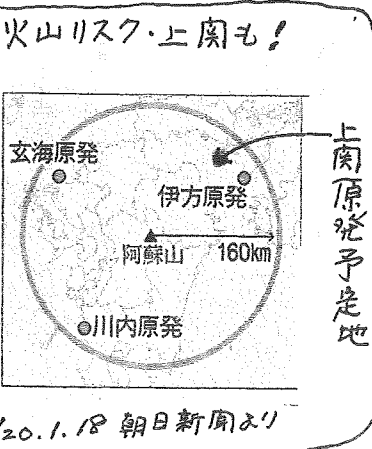 火山リスク・上関も!
玄海原発
伊方原発
上関原発予定地
阿蘇山
160km
川内原発
'20.1.18 朝日新聞より